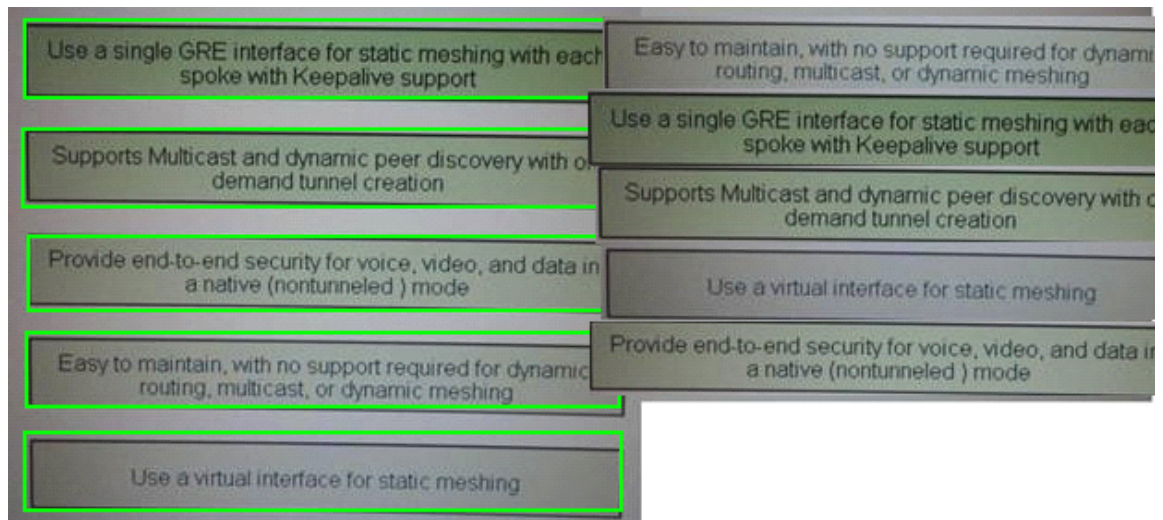 Use a single GRE interface for static meshing with each
spoke with Keepalive support
Supports Multicast and dynamic peer discovery with
demand tunnel creation
Provide end-to-end security for voice, video, and data in
a native (nontunneled ) mode
Easy to maintain, with no support required for dynamic
routing, multicast, or dynamic meshing
Use a virtual interface for static meshing
Easy to maintain, with no support required for dynami
routing, multicast, or dynamic meshing
Use a single GRE interface for static meshing with eac
spoke with Keepalive support
Supports Multicast and dynamic peer discovery with
demand tunnel creation
Use a virtual interface for static meshing
Provide end-to-end security for voice, video, and data in
a native (nontunneled ) mode